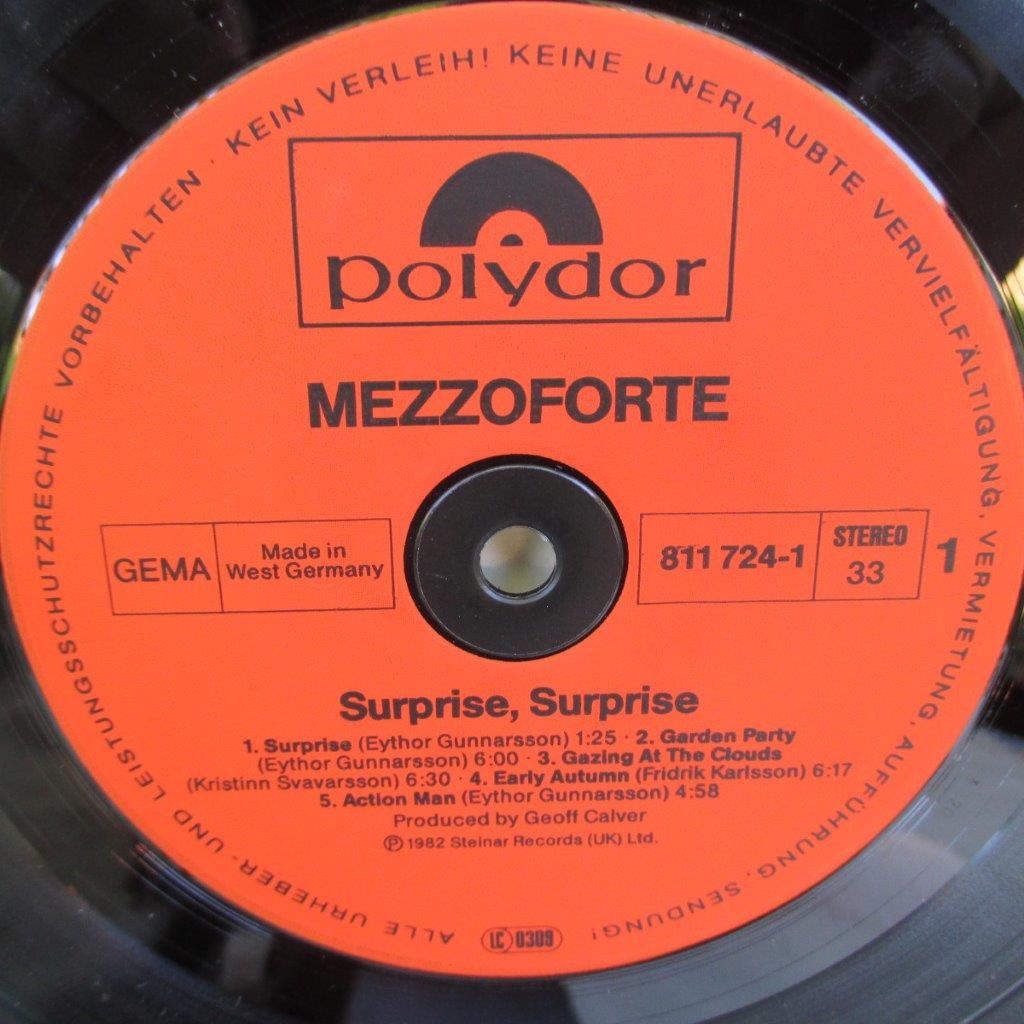 ALLE URHEBER- UND LEISTUNGSSCHUTZRECHTE VORBEHALTEN · KEIN VERLEIH! KEINE UNERLAUBTE VERVIELFÄLTIGUNG, VERMIETUNG, AUFFÜHRUNG, SENDUNG!
polydor
MEZZOFORTE
GEMA
Made in
West Germany
811 724-1
STEREO
33
1
Surprise, Surprise
1. Surprise (Eythor Gunnarsson) 1:25 · 2. Garden Party
(Eythor Gunnarsson) 6:00 · 3. Gazing At The Clouds
(Kristinn Svavarsson) 6:30 · 4. Early Autumn (Fridrik Karlsson) 6:17
5. Action Man (Eythor Gunnarsson) 4:58
Produced by Geoff Calver
Ⓟ 1982 Steinar Records (UK) Ltd.
LC 0309